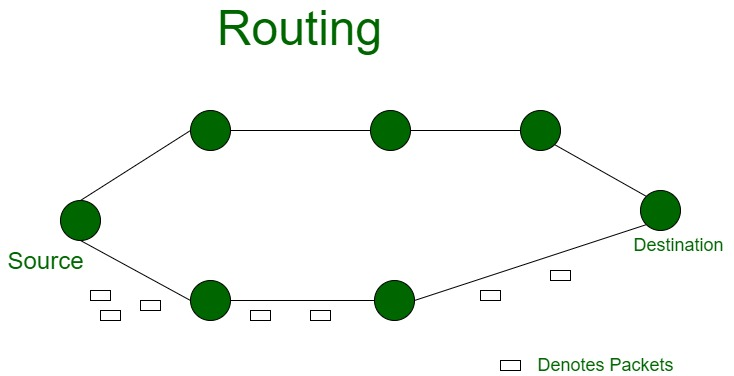 Routing
Source
Destination
Denotes Packets